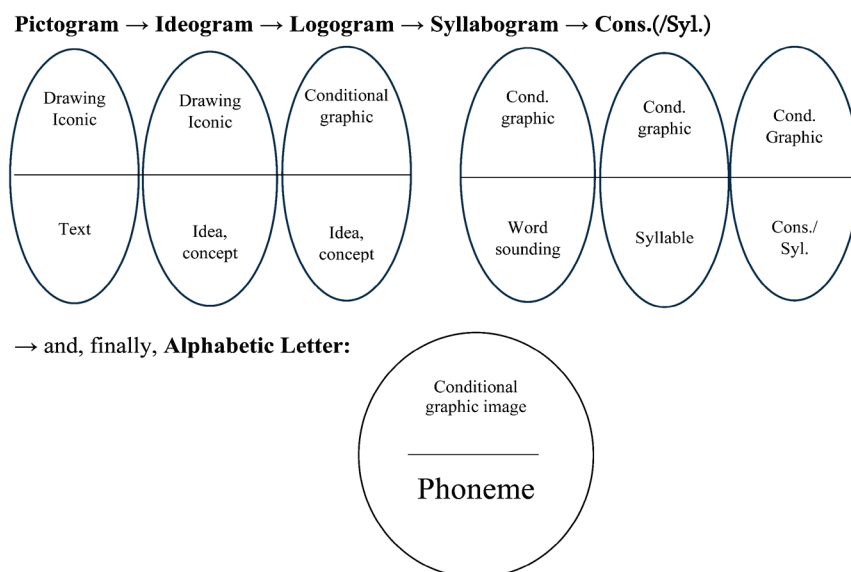 Pictogram → Ideogram → Logogram → Syllabogram → Cons.(/Syl.)
Drawing
Iconic
Text
Drawing
Iconic
Idea,
concept
Conditional
graphic
Idea,
concept
Cond.
graphic
Word
sounding
Cond.
graphic
Syllable
Cond.
Graphic
Cons./
Syl.
→ and, finally, Alphabetic Letter:
Conditional
graphic image
Phoneme